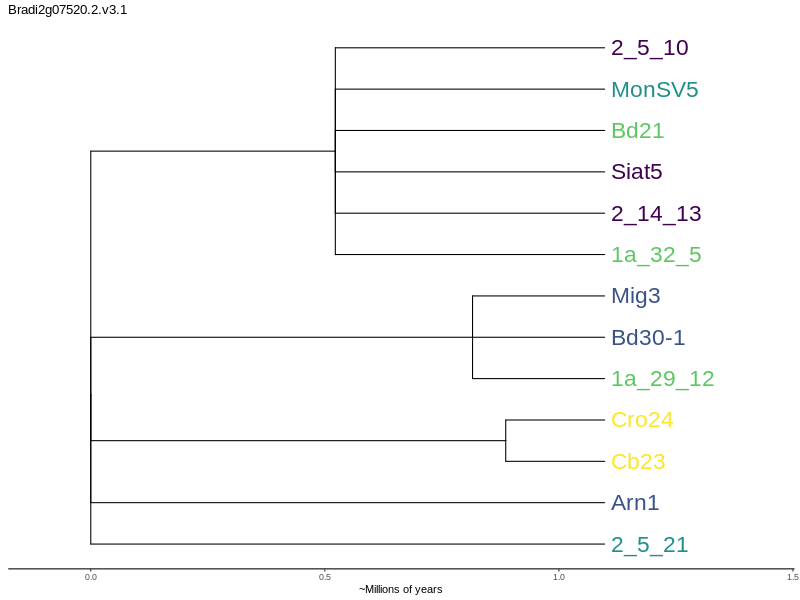 Bradi2g07520.2.v3.1
2_5_10
MonSV5
Bd21
Siat5
2_14_13
1a_32_5
Mig3
Bd30-1
1a_29_12
Cro24
Cb23
Arn1
2_5_21
0.0 0.5 1.0 1.5
~Millions of years